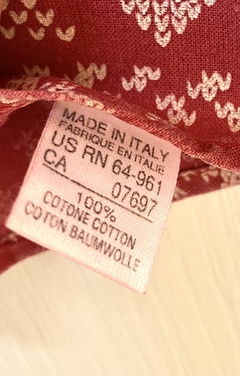 MADE IN ITALY
FABRIQUE EN ITALIE
US RN 64-961
CA 07697
100%
COTONE COTTON
COTON BAUMWOLLE